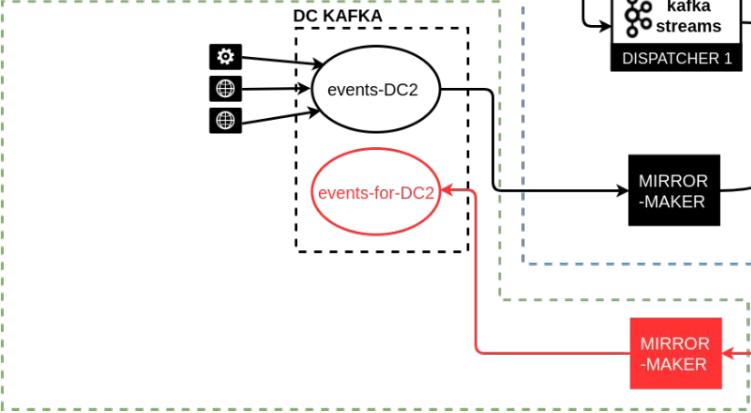 DC KAFKA
kafka
streams
DISPATCHER 1
events-DC2
MIRROR
-MAKER
events-for-DC2
MIRROR
-MAKER